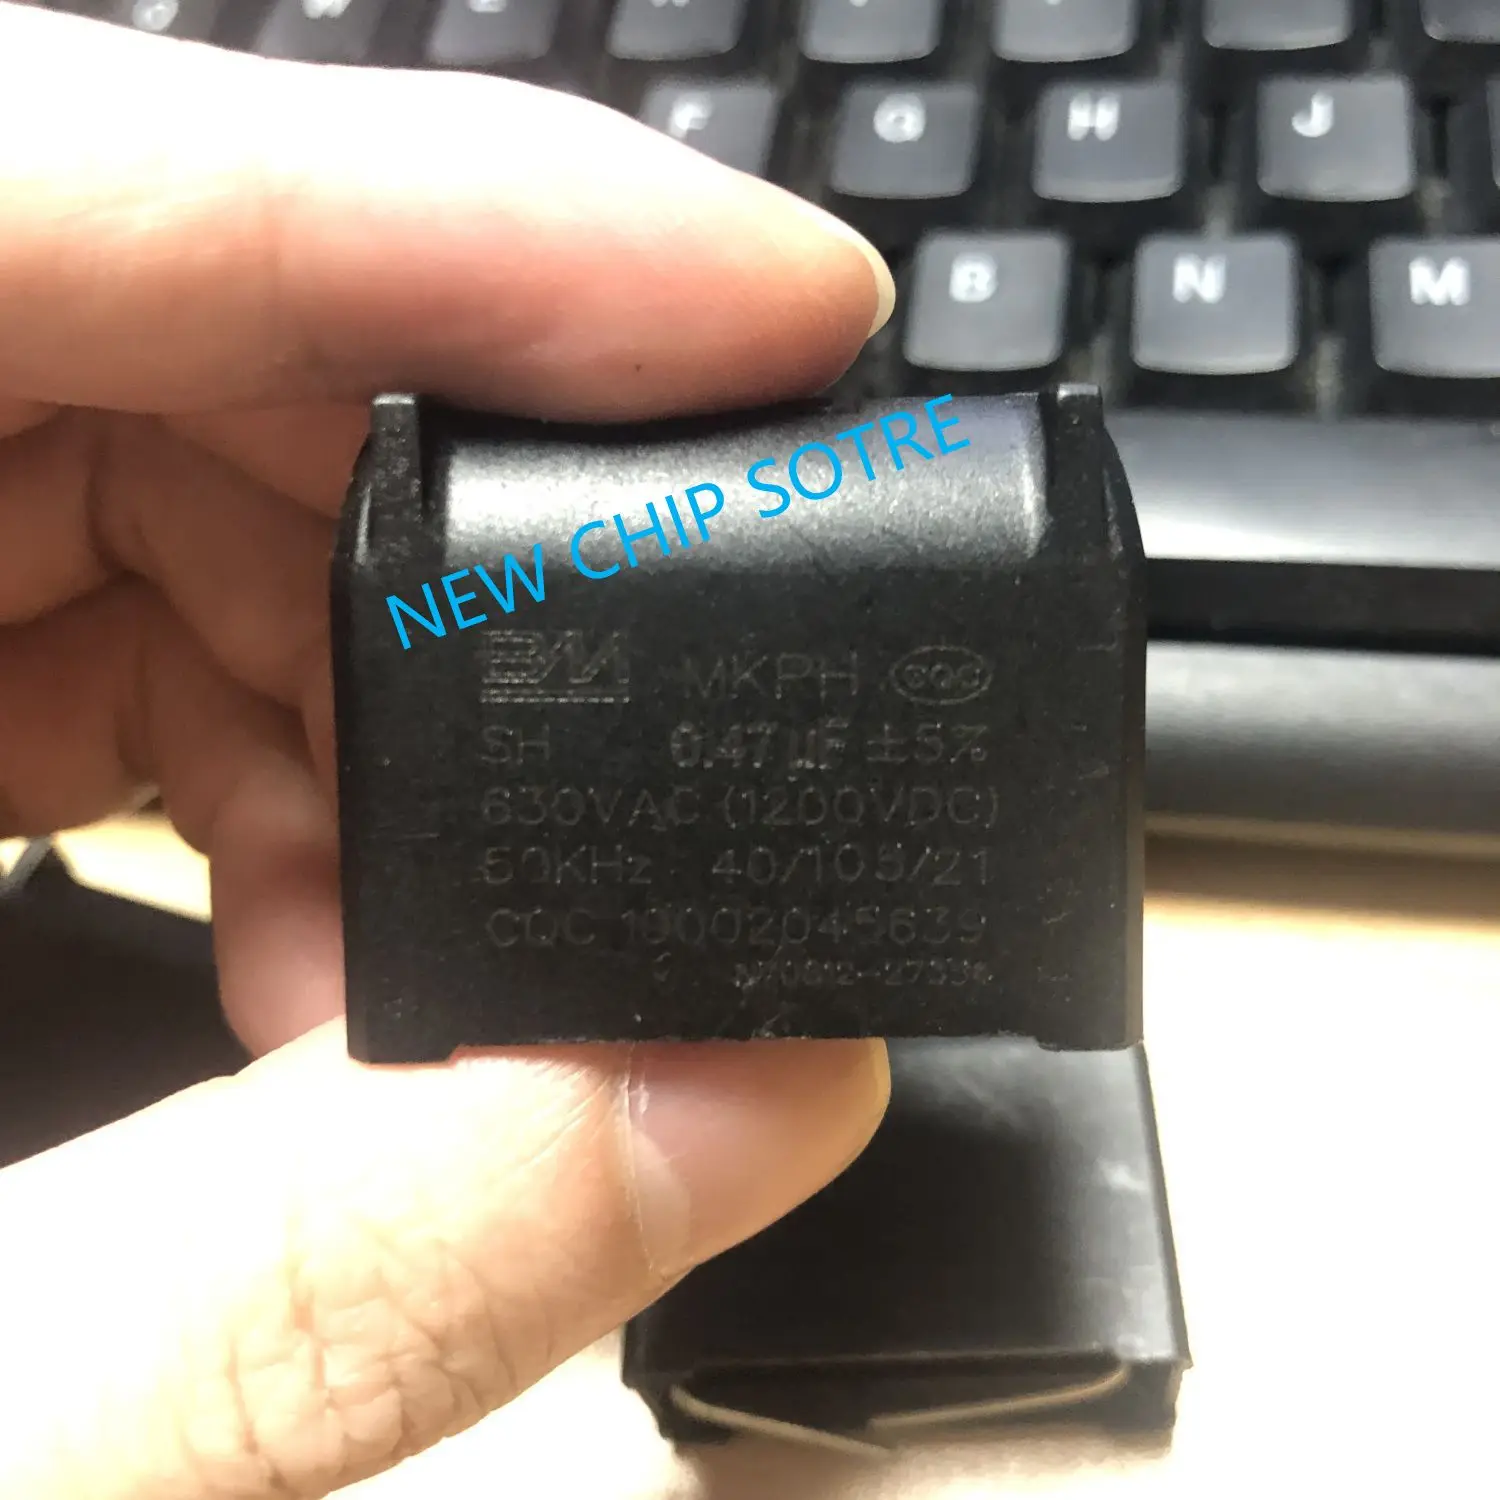 W E
F G H J
B N M
NEW CHIP SOTRE
MKPH CQC
SH 0.47µF ±5%
630VAC (1200VDC)
50KHz 40/105/21
CQC 10002045639